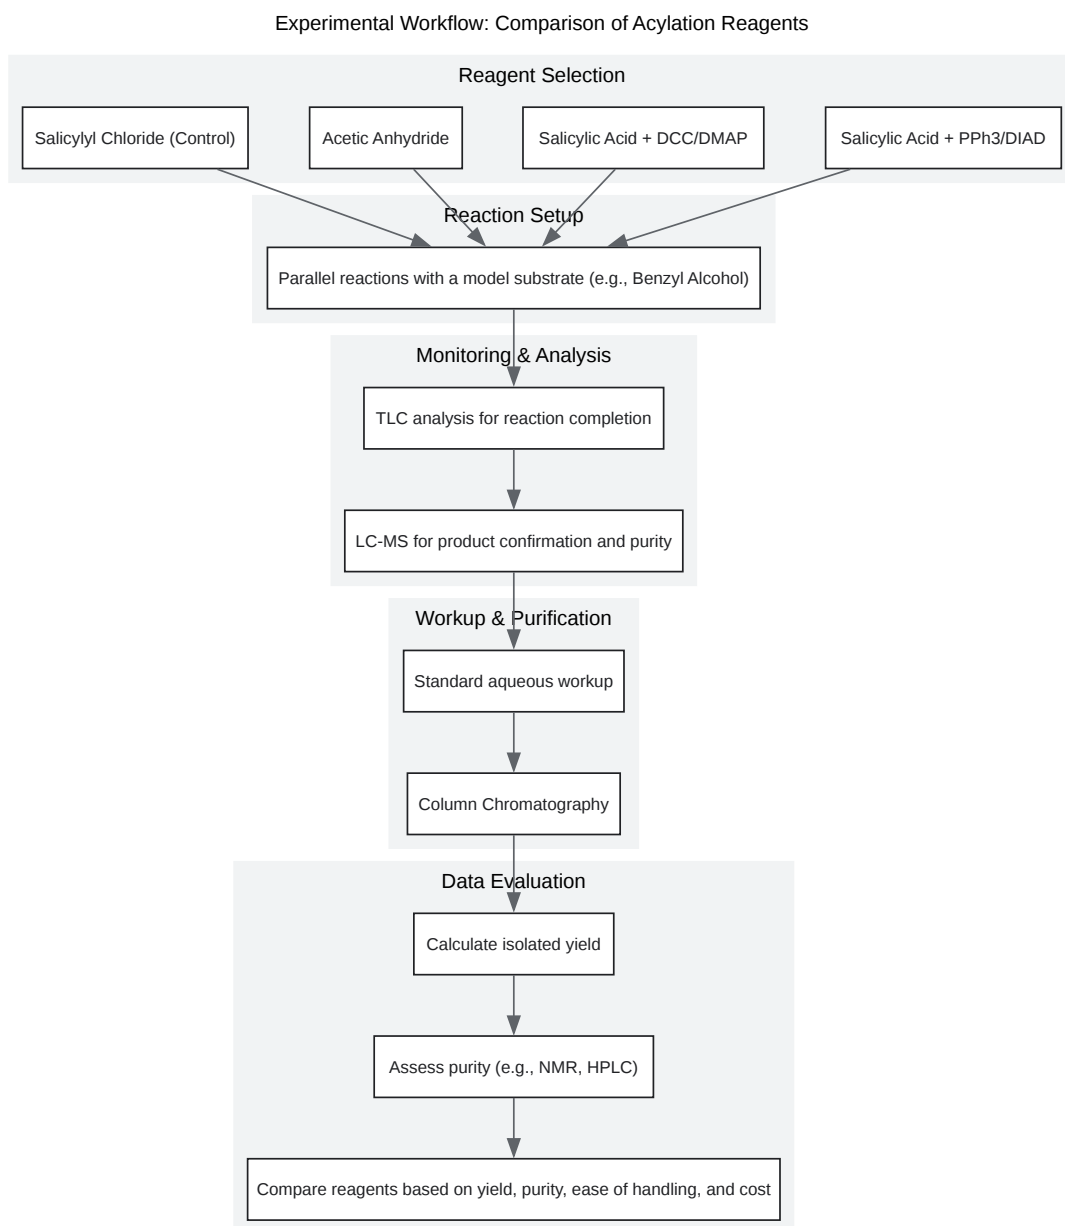 Experimental Workflow: Comparison of Acylation Reagents
Reagent Selection
Salicylyl Chloride (Control)
Acetic Anhydride
Salicylic Acid + DCC/DMAP
Salicylic Acid + PPh3/DIAD
Reaction Setup
Parallel reactions with a model substrate (e.g., Benzyl Alcohol)
Monitoring & Analysis
TLC analysis for reaction completion
LC-MS for product confirmation and purity
Workup & Purification
Standard aqueous workup
Column Chromatography
Data Evaluation
Calculate isolated yield
Assess purity (e.g., NMR, HPLC)
Compare reagents based on yield, purity, ease of handling, and cost